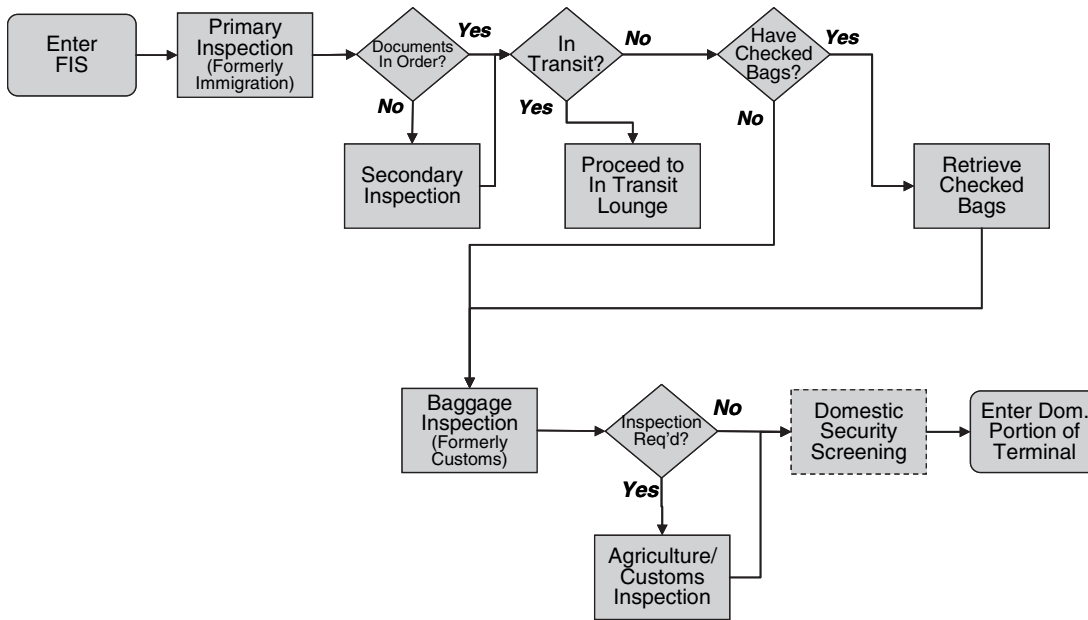 Enter
FIS
Primary
Inspection
(Formerly
Immigration)
Documents
In Order?
Yes
No
Secondary
Inspection
In
Transit?
No
Yes
Proceed to
In Transit
Lounge
Have
Checked
Bags?
Yes
No
Retrieve
Checked
Bags
Baggage
Inspection
(Formerly
Customs)
Inspection
Req'd?
No
Yes
Agriculture/
Customs
Inspection
Domestic
Security
Screening
Enter Dom.
Portion of
Terminal